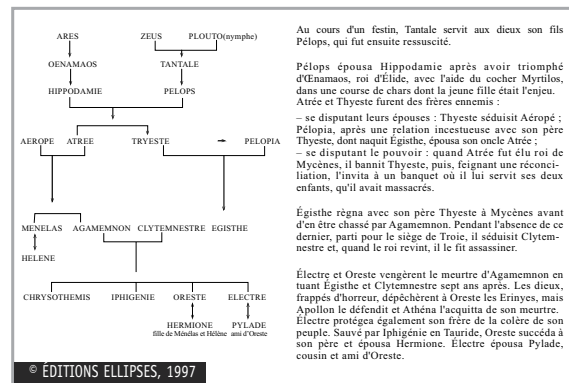 ARES ZEUS PLOUTO(nymphe)
OENAMAOS TANTALE
HIPPODAMIE PELOPS
AEROPE ATREE TRYESTE PELOPIA
MENELAS AGAMEMNON CLYTEMNESTRE EGISTHE
HELENE
CHRYSOTHEMIS IPHIGENIE ORESTE ELECTRE
HERMIONE PYLADE
fille de Ménélas et Hélène ami d'Oreste
© ÉDITIONS ELLIPSES, 1997
Au cours d'un festin, Tantale servit aux dieux son fils
Pélops, qui fut ensuite ressuscité.
Pélops épousa Hippodamie après avoir triomphé
d'Œnamaos, roi d'Élide, avec l'aide du cocher Myrtilos,
dans une course de chars dont la jeune fille était l'enjeu.
Atrée et Thyeste furent des frères ennemis :
– se disputant leurs épouses : Thyeste séduisit Aéropé ;
Pélopia, après une relation incestueuse avec son père
Thyeste, dont naquit Égisthe, épousa son oncle Atrée ;
– se disputant le pouvoir : quand Atrée fut élu roi de
Mycènes, il bannit Thyeste, puis, feignant une réconci-
liation, l'invita à un banquet où il lui servit ses deux
enfants, qu'il avait massacrés.
Égisthe règna avec son père Thyeste à Mycènes avant
d'en être chassé par Agamemnon. Pendant l'absence de ce
dernier, parti pour le siège de Troie, il séduisit Clytem-
nestre et, quand le roi revint, il le fit assassiner.
Électre et Oreste vengèrent le meurtre d'Agamemnon en
tuant Égisthe et Clytemnestre sept ans après. Les dieux,
frappés d'horreur, dépêchèrent à Oreste les Erinyes, mais
Apollon le défendit et Athéna l'acquitta de son meurtre.
Électre protégea également son frère de la colère de son
peuple. Sauvé par Iphigénie en Tauride, Oreste succéda à
son père et épousa Hermione. Électre épousa Pylade,
cousin et ami d'Oreste.